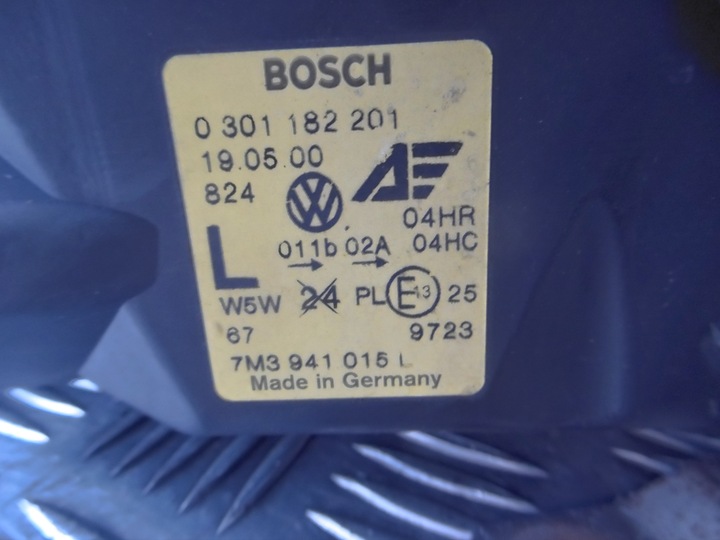 BOSCH
0 301 182 201
19.05.00
824
04HR
L 011b 02A 04HC
W5W 24 PL E13 25
67 9723
7M3 941 015 L
Made in Germany